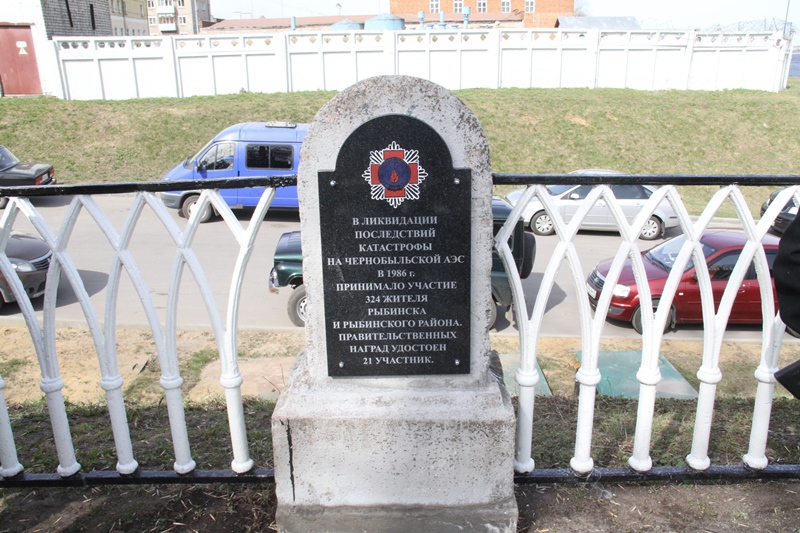 В ЛИКВИДАЦИИ
ПОСЛЕДСТВИЙ
КАТАСТРОФЫ
НА ЧЕРНОБЫЛЬСКОЙ АЭС
В 1986 г.
ПРИНИМАЛО УЧАСТИЕ
324 ЖИТЕЛЯ
РЫБИНСКА
И РЫБИНСКОГО РАЙОНА.
ПРАВИТЕЛЬСТВЕННЫХ
НАГРАД УДОСТОЕН
21 УЧАСТНИК.